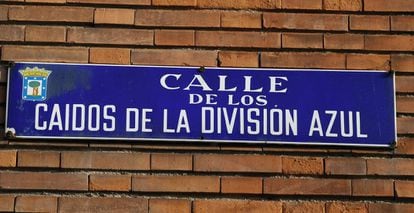 CALLE
DE LOS
CAIDOS DE LA DIVISIÓN AZUL